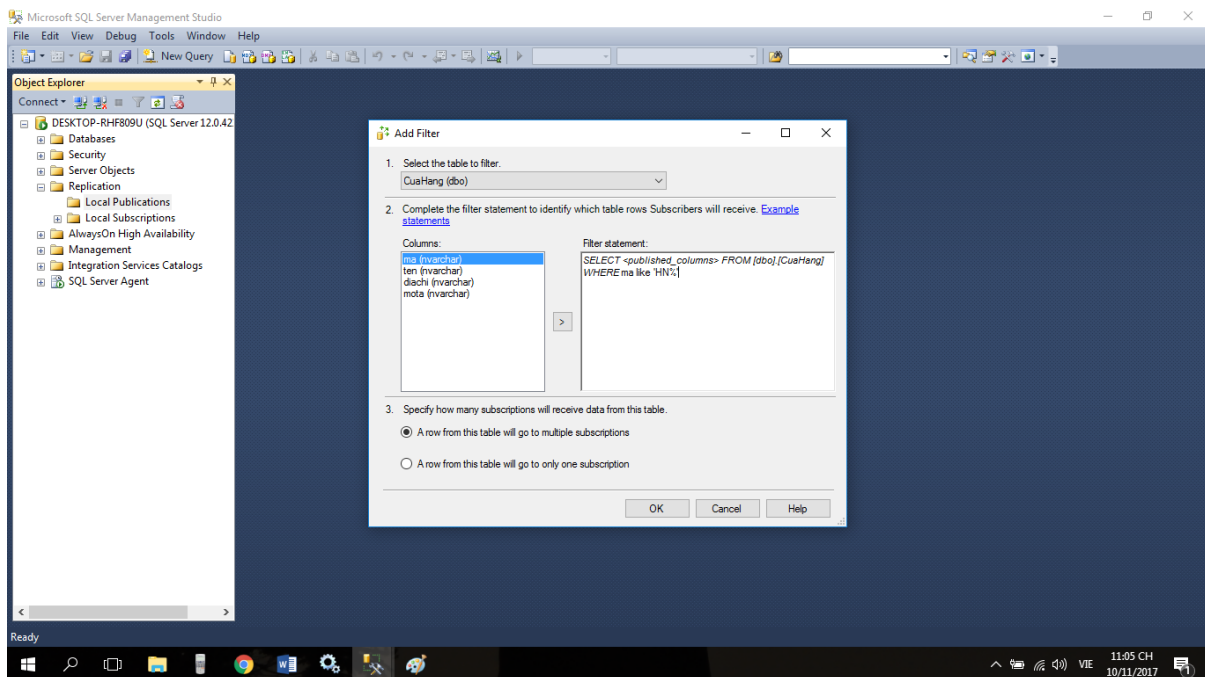 Microsoft SQL Server Management Studio
File Edit View Debug Tools Window Help
New Query
Object Explorer
Connect
DESKTOP-RHF809U (SQL Server 12.0.42
Databases
Security
Server Objects
Replication
Local Publications
Local Subscriptions
AlwaysOn High Availability
Management
Integration Services Catalogs
SQL Server Agent
Add Filter
1. Select the table to filter.
CuaHang (dbo)
2. Complete the filter statement to identify which table rows Subscribers will receive. Example
statements
Columns:
ma (nvarchar)
ten (nvarchar)
diachi (nvarchar)
mota (nvarchar)
>
Filter statement:
SELECT <published_columns> FROM [dbo].[CuaHang]
WHERE ma like 'HN%'
3. Specify how many subscriptions will receive data from this table.
A row from this table will go to multiple subscriptions
A row from this table will go to only one subscription
OK Cancel Help
Ready
VIE
11:05 CH
10/11/2017